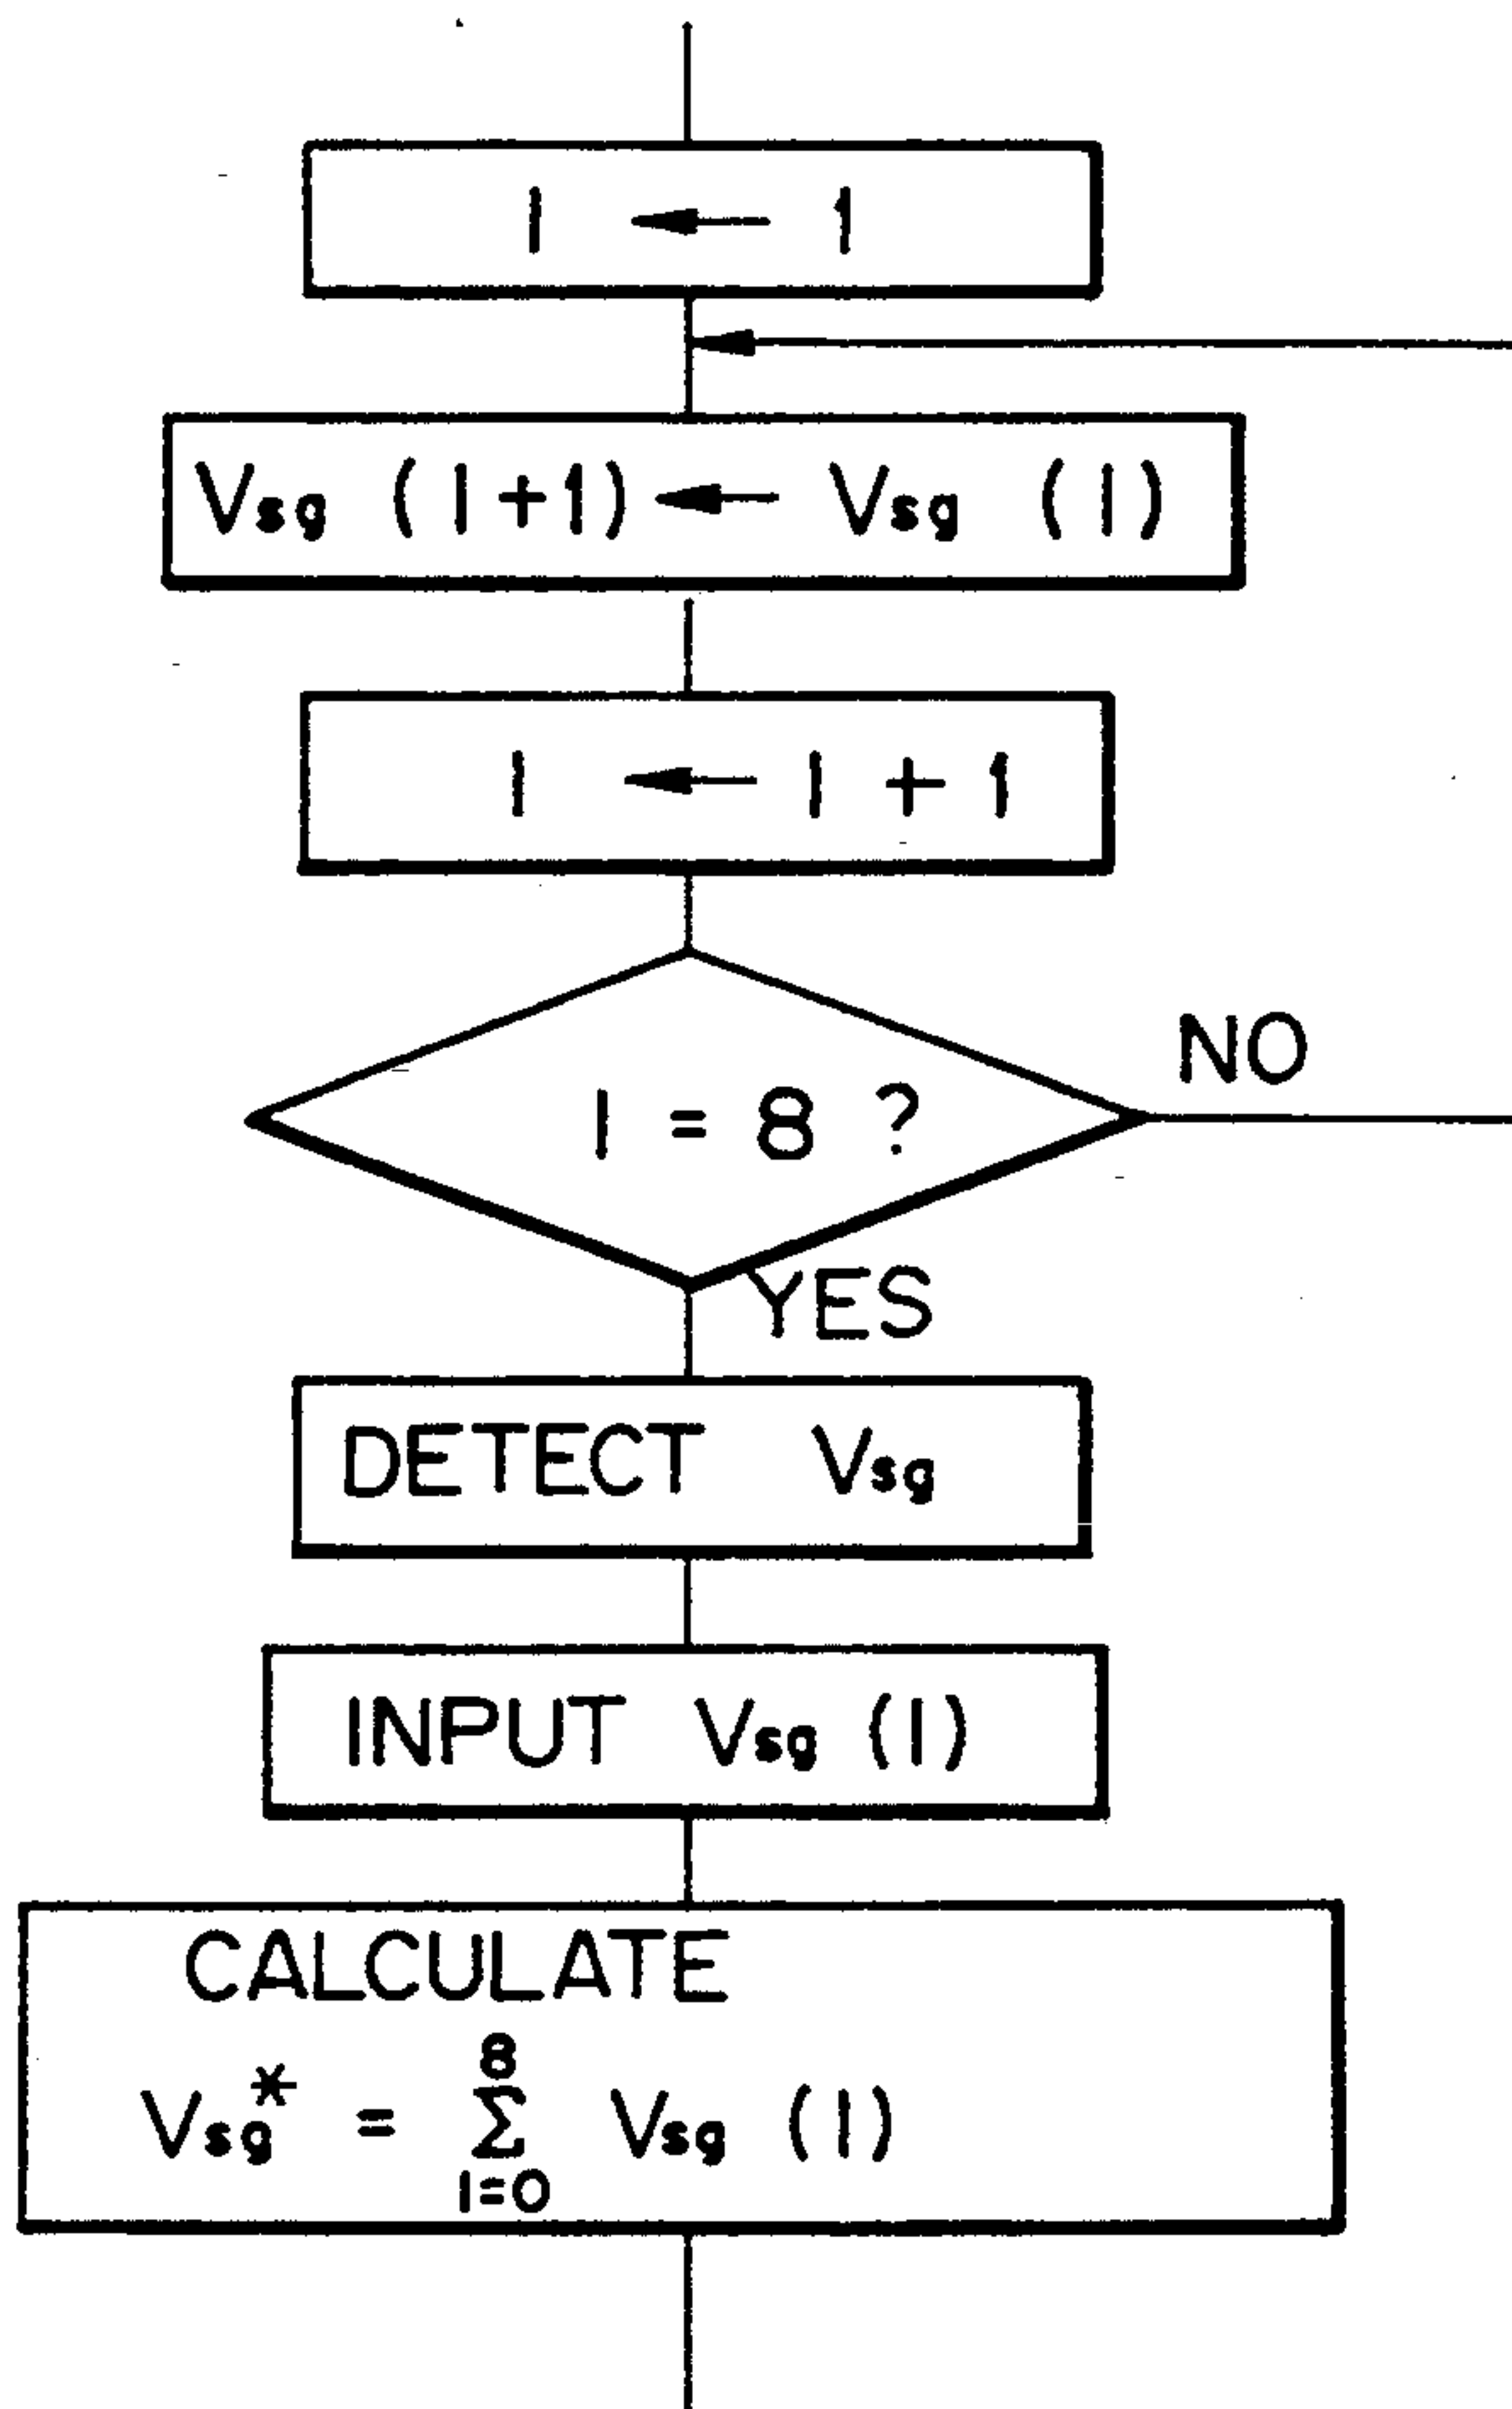 I ← 1
Vsg (I+1) ← Vsg (I)
I ← I + 1
I = 8 ?
NO
YES
DETECT Vsg
INPUT Vsg (I)
CALCULATE
8
Vsg* = Σ Vsg (I)
I=0